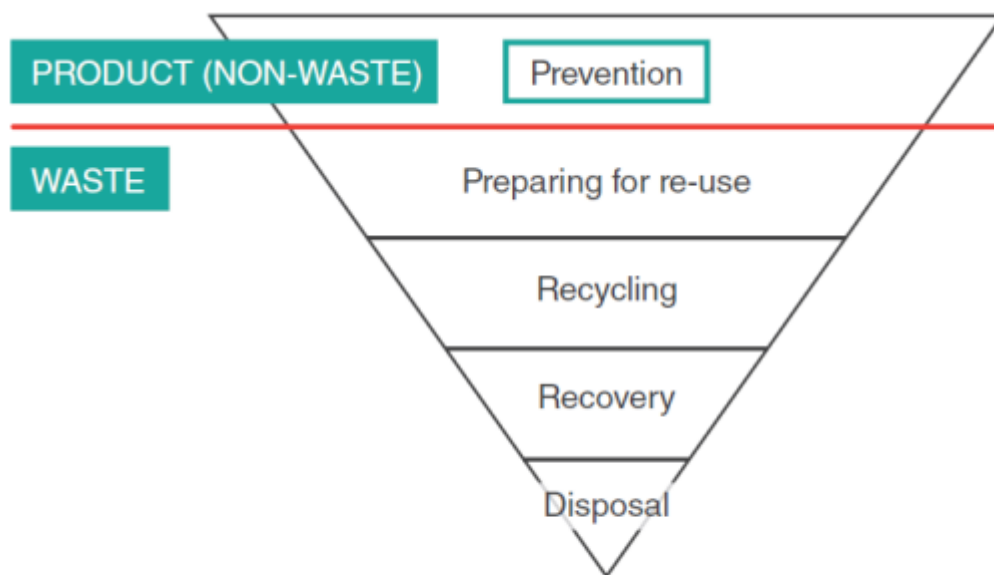 PRODUCT (NON-WASTE)
Prevention
WASTE
Preparing for re-use
Recycling
Recovery
Disposal